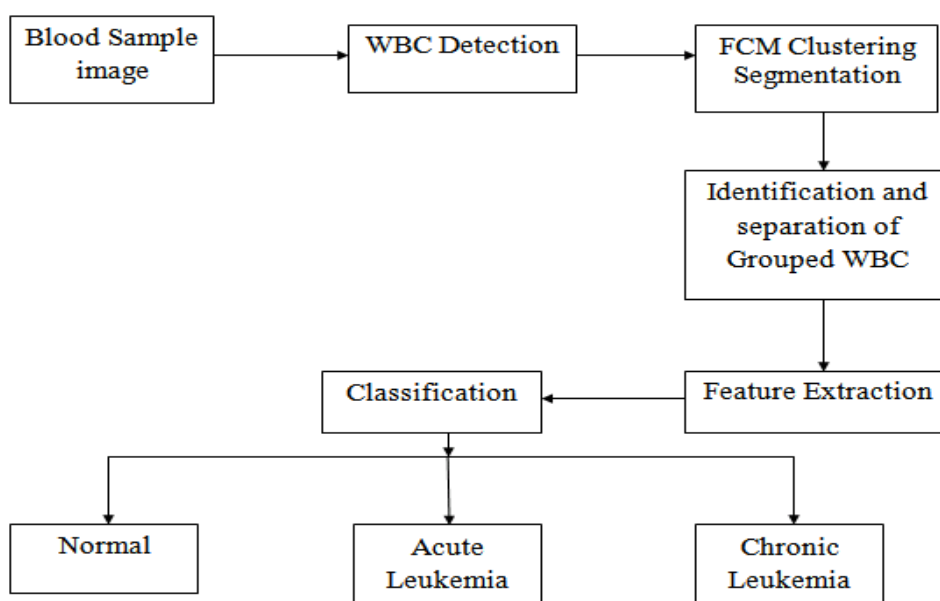 Blood Sample
image
WBC Detection
FCM Clustering
Segmentation
Identification and
separation of
Grouped WBC
Feature Extraction
Classification
Normal
Acute
Leukemia
Chronic
Leukemia